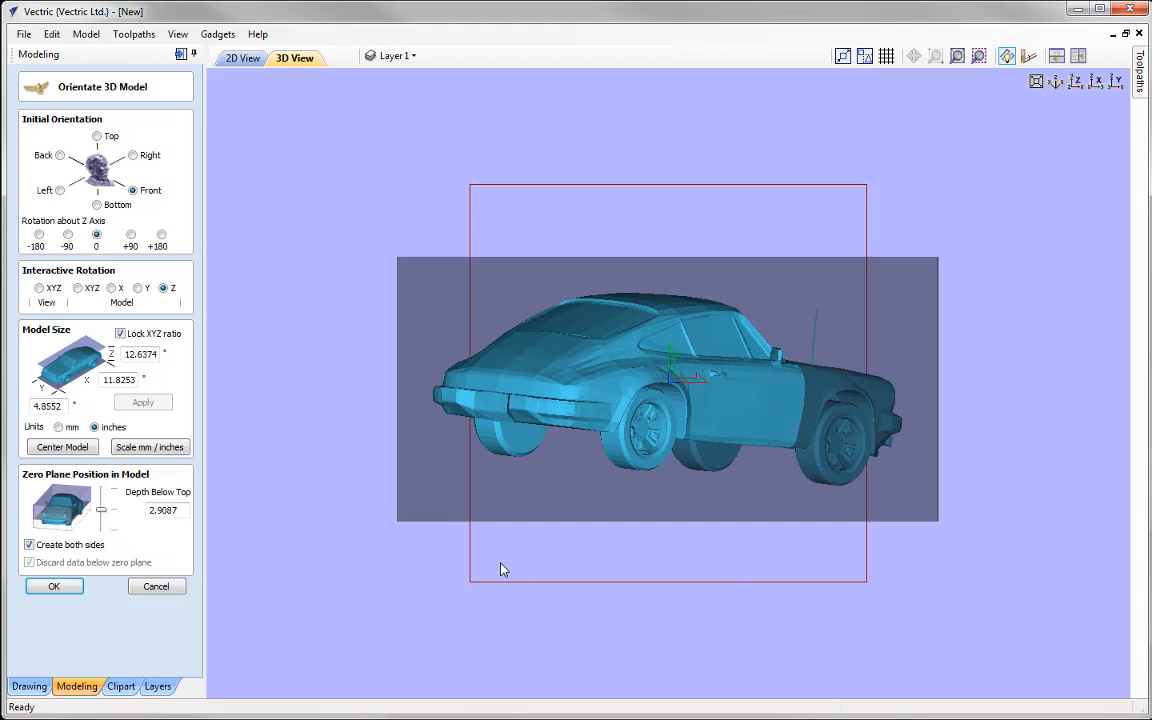 Vectric {Vectric Ltd.} - [New]
File Edit Model Toolpaths View Gadgets Help
Modeling
2D View 3D View Layer 1
Toolpaths
Orientate 3D Model
Initial Orientation
Top
Back Right
Left Front
Bottom
Rotation about Z Axis
-180 -90 0 +90 +180
Interactive Rotation
XYZ XYZ X Y Z
View Model
Model Size
Lock XYZ ratio
Z 12.6374 "
X 11.8253 "
Y
4.8552 "
Apply
Units mm inches
Center Model Scale mm / inches
Zero Plane Position in Model
Depth Below Top
2.9087
Create both sides
Discard data below zero plane
OK Cancel
Drawing Modeling Clipart Layers
Ready